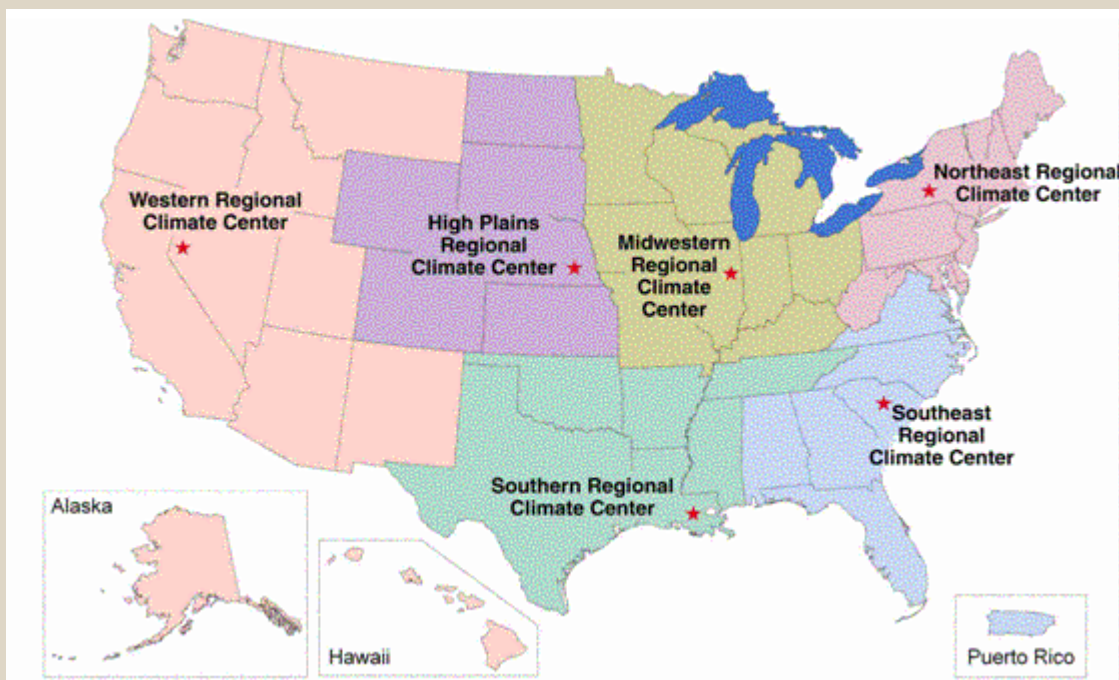 Western Regional
Climate Center
High Plains
Regional
Climate Center
Midwestern
Regional
Climate
Center
Northeast Regional
Climate Center
Southeast
Regional
Climate Center
Southern Regional
Climate Center
Alaska
Hawaii
Puerto Rico